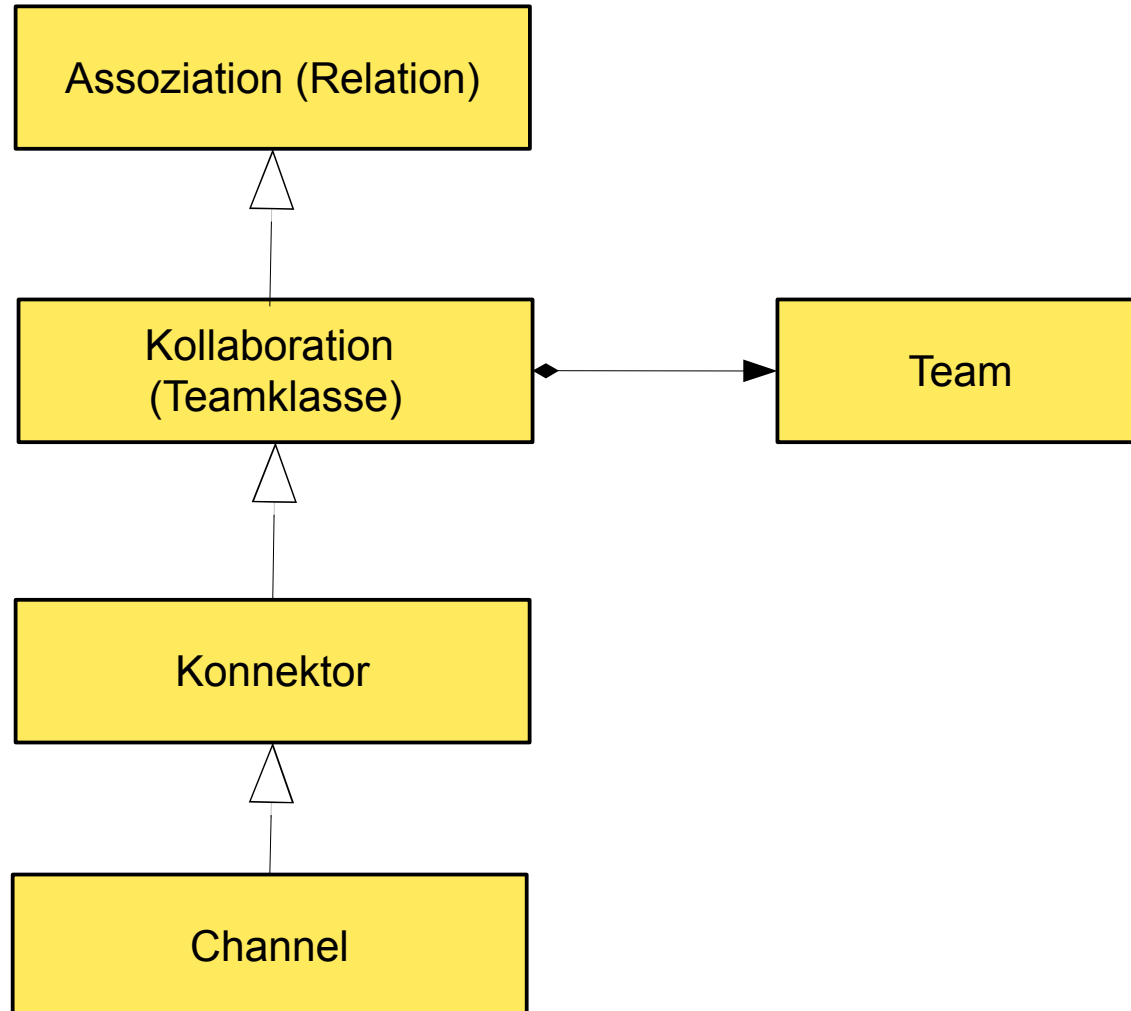 Assoziation (Relation)
Kollaboration
(Teamklasse)
Team
Konnektor
Channel